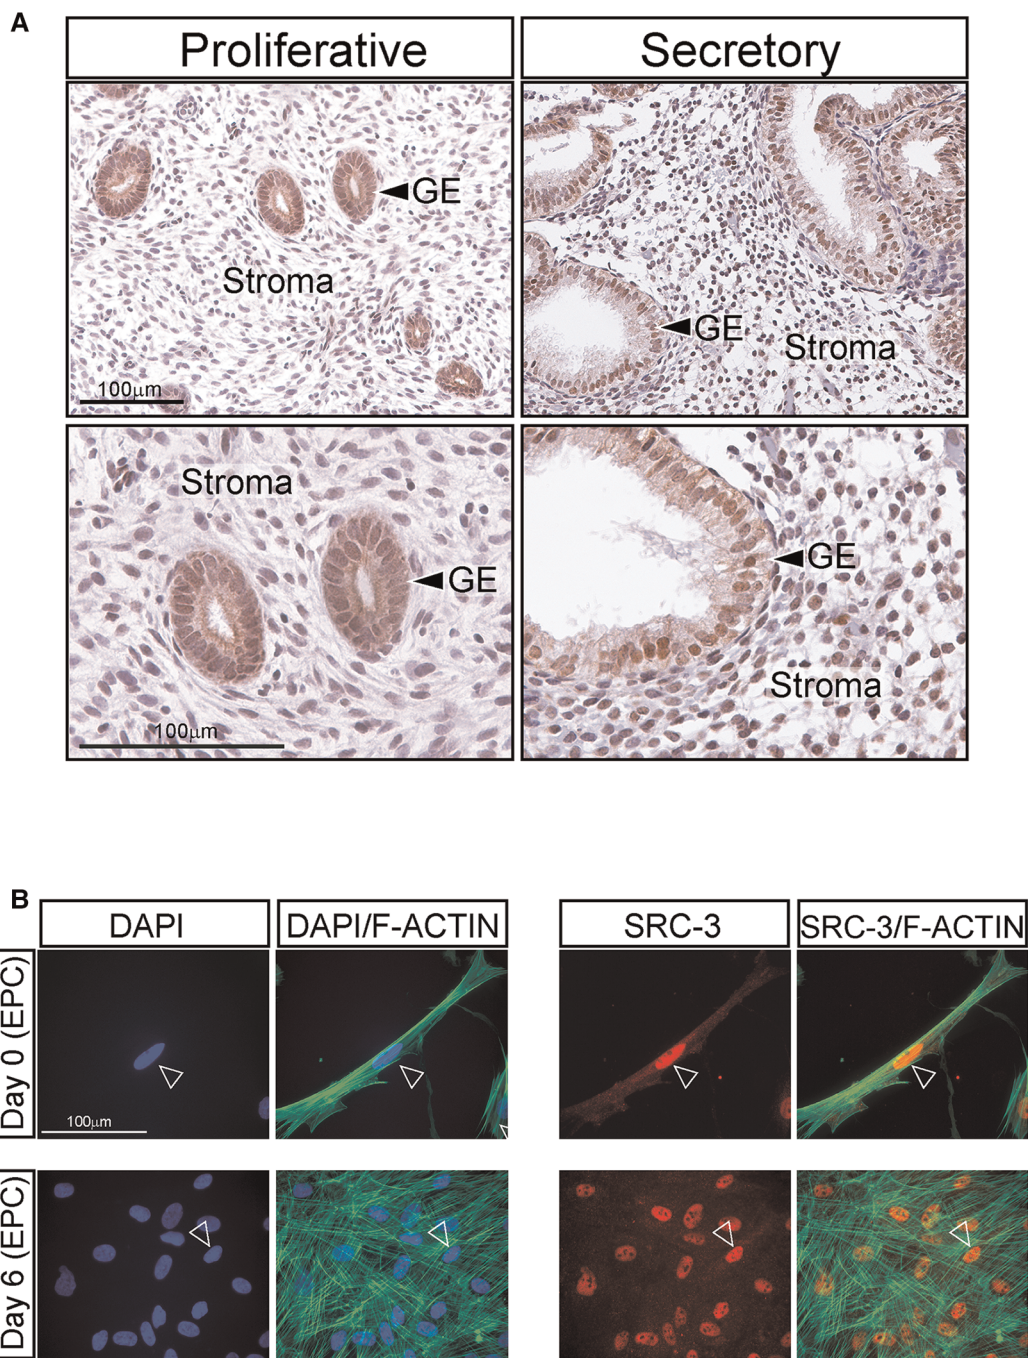 A
Proliferative
Secretory
GE
Stroma
100µm
GE
Stroma
Stroma
GE
100µm
GE
Stroma
B
DAPI
DAPI/F-ACTIN
SRC-3
SRC-3/F-ACTIN
Day 0 (EPC)
100µm
Day 6 (EPC)